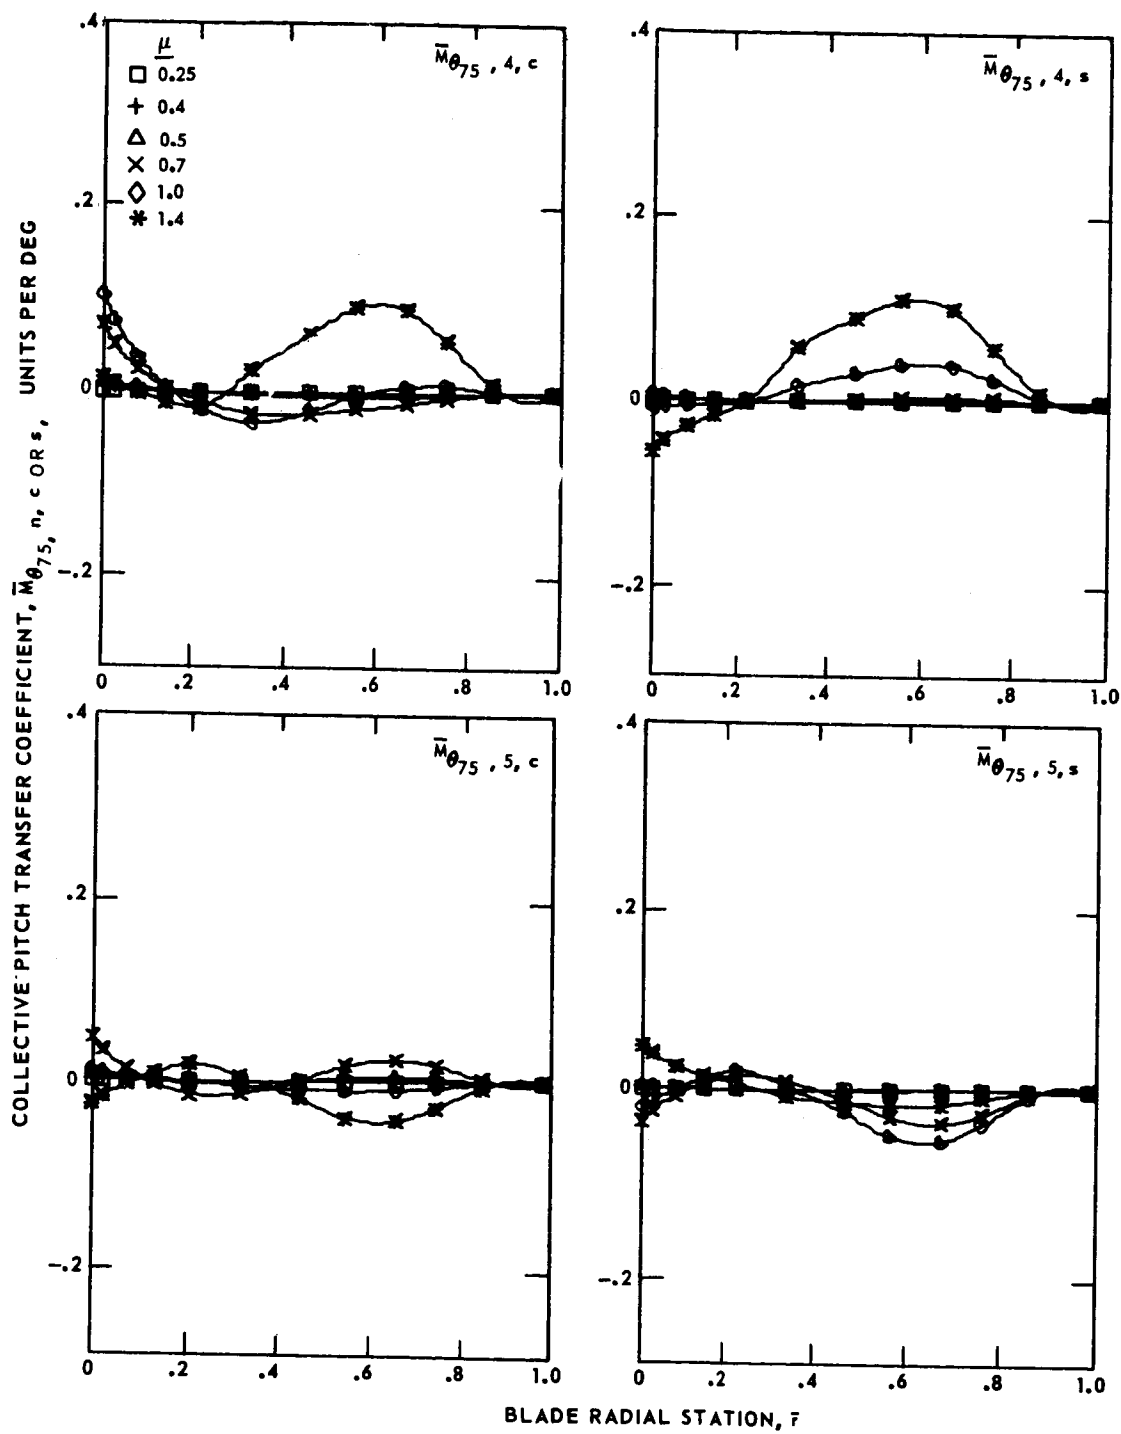 COLLECTIVE PITCH TRANSFER COEFFICIENT, M̄θ75, n, c OR s, UNITS PER DEG
.4
.2
0
-.2
0 .2 .4 .6 .8 1.0
μ
□ 0.25
+ 0.4
△ 0.5
× 0.7
◇ 1.0
* 1.4
M̄θ75, 4, c
.4
.2
0
-.2
0 .2 .4 .6 .8 1.0
M̄θ75, 4, s
.4
.2
0
-.2
0 .2 .4 .6 .8 1.0
M̄θ75, 5, c
.4
.2
0
-.2
0 .2 .4 .6 .8 1.0
M̄θ75, 5, s
BLADE RADIAL STATION, r̄